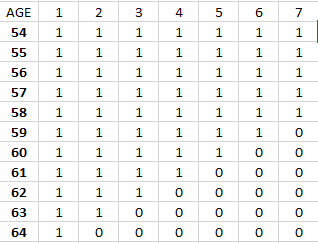 AGE 1 2 3 4 5 6 7
54 1 1 1 1 1 1 1
55 1 1 1 1 1 1 1
56 1 1 1 1 1 1 1
57 1 1 1 1 1 1 1
58 1 1 1 1 1 1 1
59 1 1 1 1 1 1 0
60 1 1 1 1 1 0 0
61 1 1 1 1 0 0 0
62 1 1 1 0 0 0 0
63 1 1 0 0 0 0 0
64 1 0 0 0 0 0 0